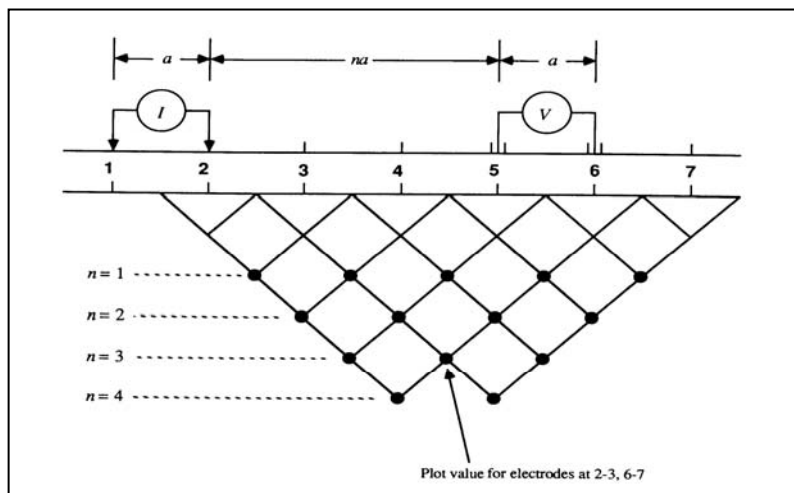 a na a
I V
1 2 3 4 5 6 7
n = 1
n = 2
n = 3
n = 4
Plot value for electrodes at 2-3, 6-7